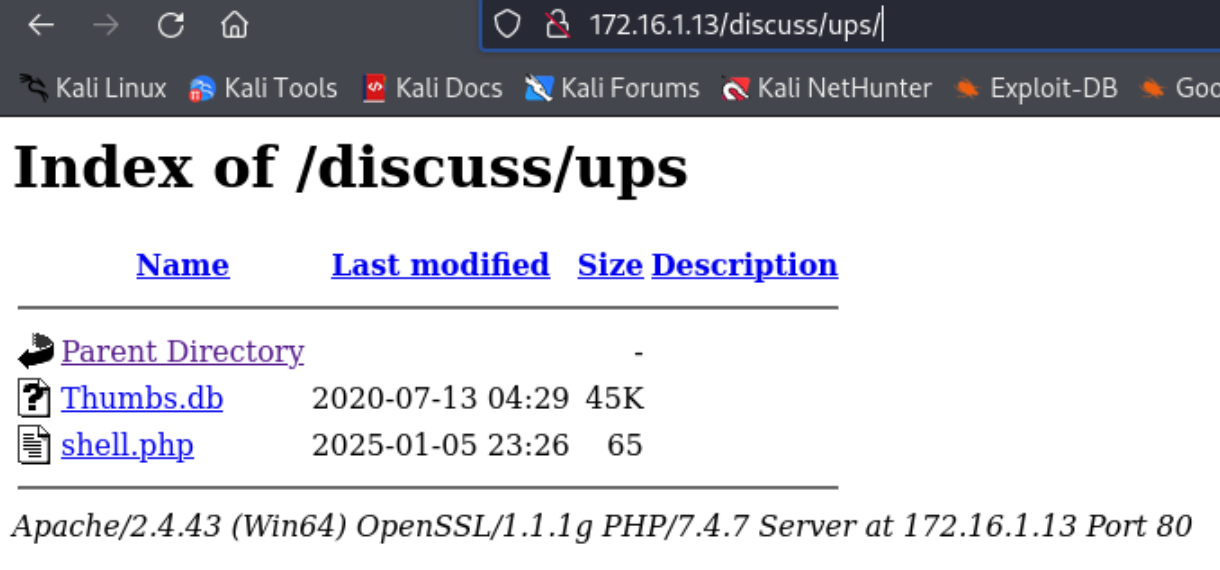 172.16.1.13/discuss/ups/
Kali Linux Kali Tools Kali Docs Kali Forums Kali NetHunter Exploit-DB Goo
Index of /discuss/ups
Name Last modified Size Description
Parent Directory -
Thumbs.db 2020-07-13 04:29 45K
shell.php 2025-01-05 23:26 65
Apache/2.4.43 (Win64) OpenSSL/1.1.1g PHP/7.4.7 Server at 172.16.1.13 Port 80